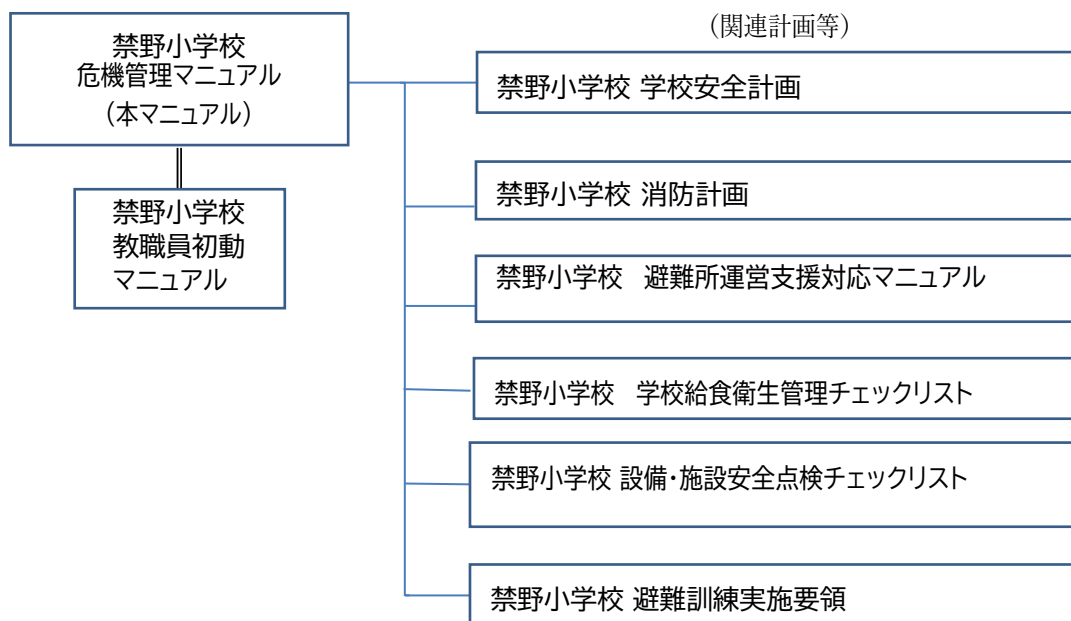 禁野小学校
危機管理マニュアル
（本マニュアル）
禁野小学校
教職員初動
マニュアル
（関連計画等）
禁野小学校 学校安全計画
禁野小学校 消防計画
禁野小学校　避難所運営支援対応マニュアル
禁野小学校　学校給食衛生管理チェックリスト
禁野小学校 設備・施設安全点検チェックリスト
禁野小学校 避難訓練実施要領